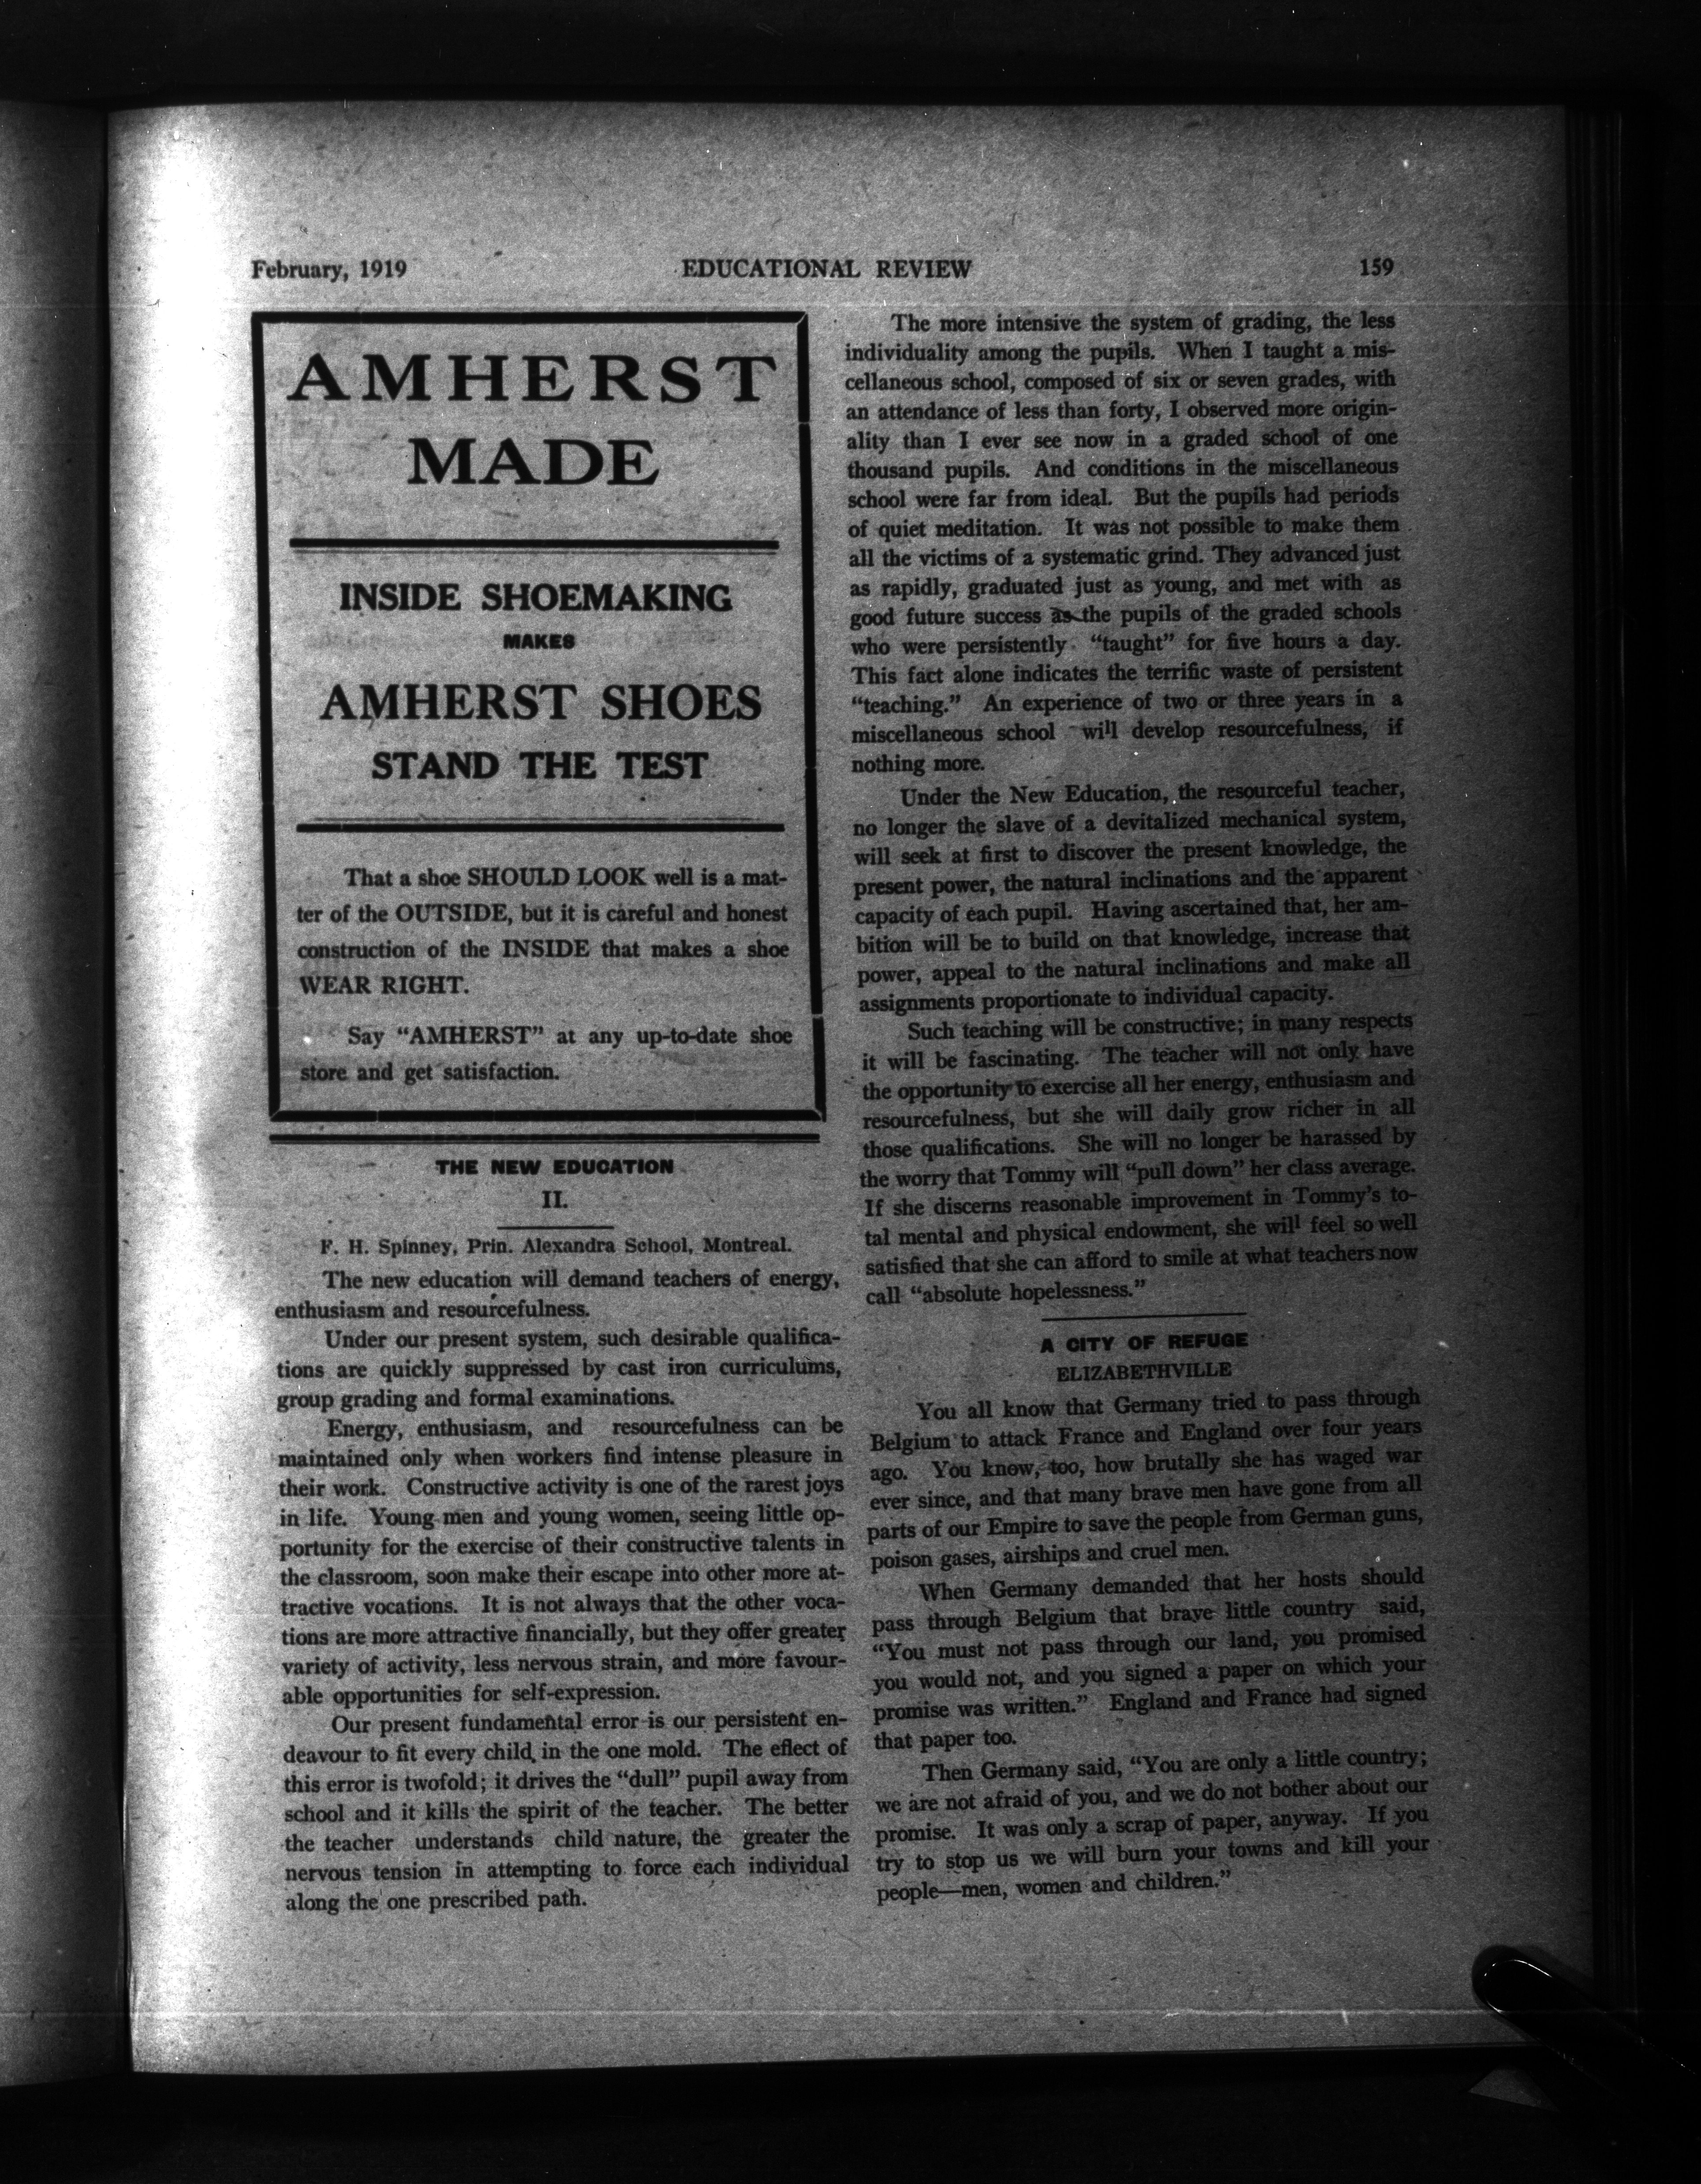 February, 1919
EDUCATIONAL REVIEW
159
AMHERST
MADE
INSIDE SHOEMAKING
MAKES
AMHERST SHOES
STAND THE TEST
That a shoe SHOULD LOOK well is a mat-
ter of the OUTSIDE, but it is careful and honest
construction of the INSIDE that makes a shoe
WEAR RIGHT.
Say "AMHERST" at any up-to-date shoe
store and get satisfaction.
THE NEW EDUCATION
II.
F. H. Spinney, Prin. Alexandra School, Montreal.
The new education will demand teachers of energy,
enthusiasm and resourcefulness.
Under our present system, such desirable qualifica-
tions are quickly suppressed by cast iron curriculums,
group grading and formal examinations.
Energy, enthusiasm, and resourcefulness can be
maintained only when workers find intense pleasure in
their work. Constructive activity is one of the rarest joys
in life. Young men and young women, seeing little op-
portunity for the exercise of their constructive talents in
the classroom, soon make their escape into other more at-
tractive vocations. It is not always that the other voca-
tions are more attractive financially, but they offer greater
variety of activity, less nervous strain, and more favour-
able opportunities for self-expression.
Our present fundamental error is our persistent en-
deavour to fit every child in the one mold. The eflect of
this error is twofold; it drives the "dull" pupil away from
school and it kills the spirit of the teacher. The better
the teacher understands child nature, the greater the
nervous tension in attempting to force each individual
along the one prescribed path.
The more intensive the system of grading, the less
individuality among the pupils. When I taught a mis-
cellaneous school, composed of six or seven grades, with
an attendance of less than forty, I observed more origin-
ality than I ever see now in a graded school of one
thousand pupils. And conditions in the miscellaneous
school were far from ideal. But the pupils had periods
of quiet meditation. It was not possible to make them
all the victims of a systematic grind. They advanced just
as rapidly, graduated just as young, and met with as
good future success as the pupils of the graded schools
who were persistently "taught" for five hours a day.
This fact alone indicates the terrific waste of persistent
"teaching." An experience of two or three years in a
miscellaneous school will develop resourcefulness, if
nothing more.
Under the New Education, the resourceful teacher,
no longer the slave of a devitalized mechanical system,
will seek at first to discover the present knowledge, the
present power, the natural inclinations and the apparent
capacity of each pupil. Having ascertained that, her am-
bition will be to build on that knowledge, increase that
power, appeal to the natural inclinations and make all
assignments proportionate to individual capacity.
Such teaching will be constructive; in many respects
it will be fascinating. The teacher will not only have
the opportunity to exercise all her energy, enthusiasm and
resourcefulness, but she will daily grow richer in all
those qualifications. She will no longer be harassed by
the worry that Tommy will "pull down" her class average.
If she discerns reasonable improvement in Tommy's to-
tal mental and physical endowment, she will feel so well
satisfied that she can afford to smile at what teachers now
call "absolute hopelessness."
A CITY OF REFUGE
ELIZABETHVILLE
You all know that Germany tried to pass through
Belgium to attack France and England over four years
ago. You know, too, how brutally she has waged war
ever since, and that many brave men have gone from all
parts of our Empire to save the people from German guns,
poison gases, airships and cruel men.
When Germany demanded that her hosts should
pass through Belgium that brave little country said,
"You must not pass through our land, you promised
you would not, and you signed a paper on which your
promise was written." England and France had signed
that paper too.
Then Germany said, "You are only a little country;
we are not afraid of you, and we do not bother about our
promise. It was only a scrap of paper, anyway. If you
try to stop us we will burn your towns and kill your
people—men, women and children."